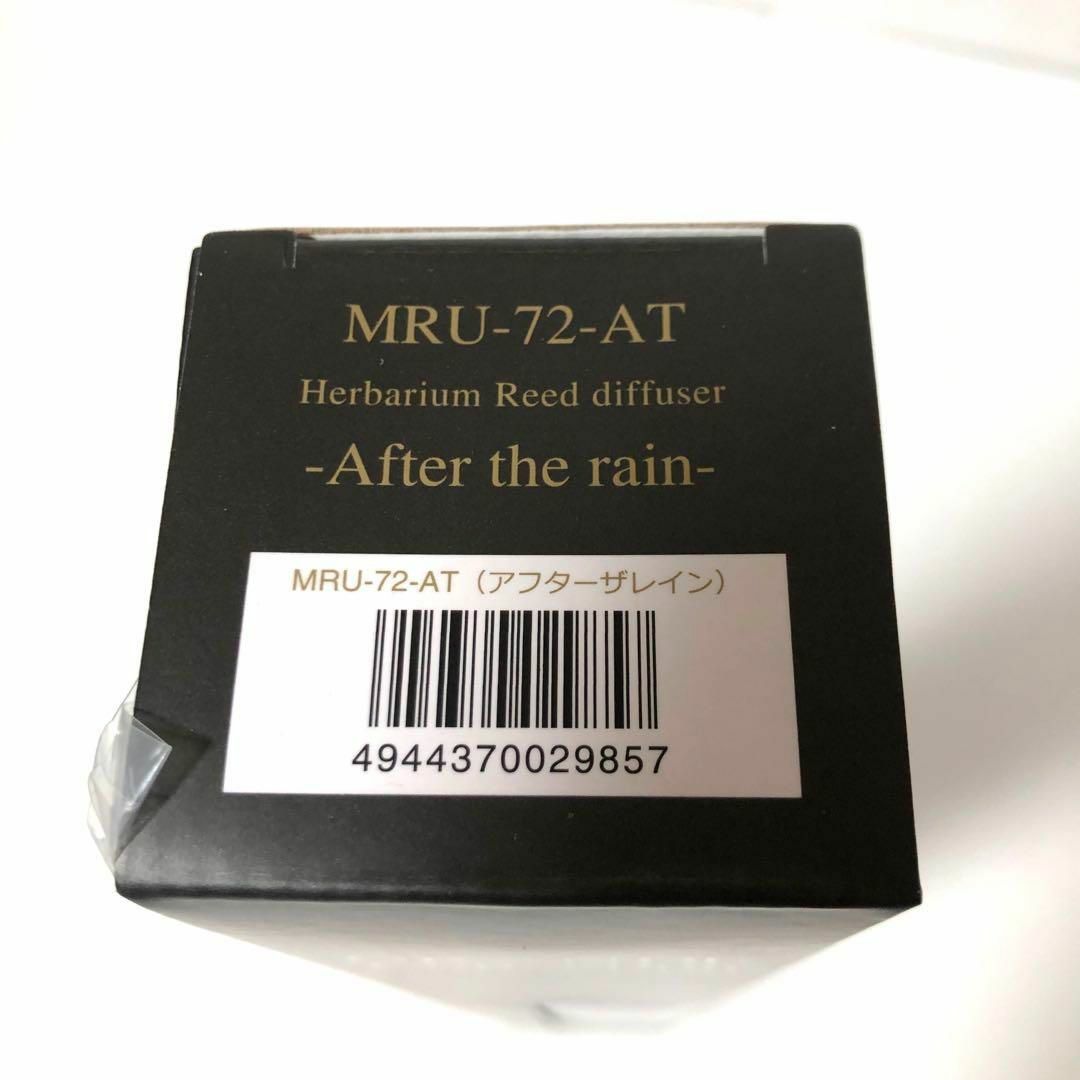 MRU-72-AT
Herbarium Reed diffuser
-After the rain-
MRU-72-AT（アフターザレイン）
4944370029857